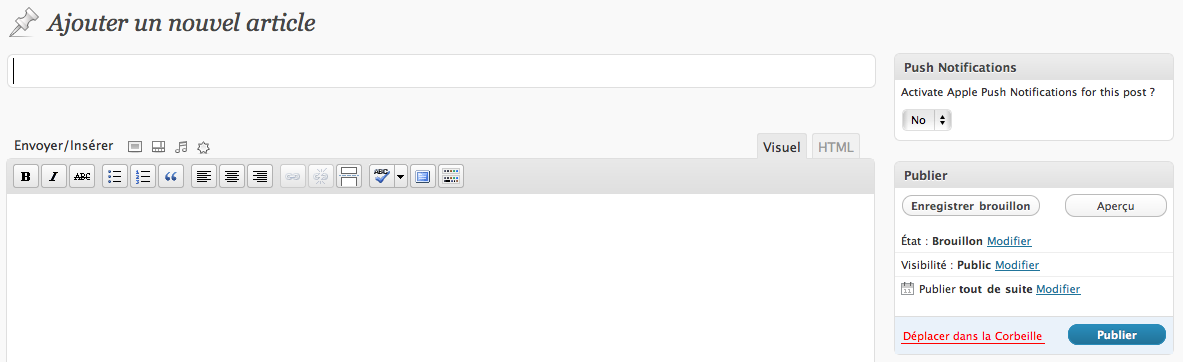 Ajouter un nouvel article
Envoyer/Insérer
Visuel
HTML
B
I
ABC
ABC
Push Notifications
Activate Apple Push Notifications for this post ?
No
Publier
Enregistrer brouillon
Aperçu
État : Brouillon Modifier
Visibilité : Public Modifier
Publier tout de suite Modifier
Déplacer dans la Corbeille
Publier